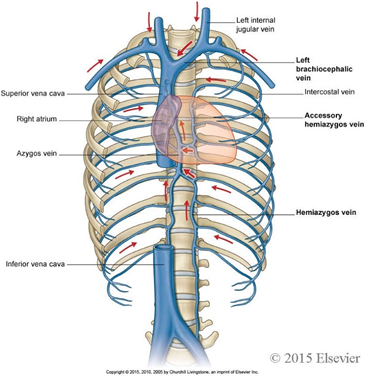 Left internal
jugular vein
Left
brachiocephalic
vein
Superior vena cava
Intercostal vein
Right atrium
Accessory
hemiazygos vein
Azygos vein
Hemiazygos vein
Inferior vena cava
© 2015 Elsevier
Copyright © 2015, 2010, 2005 by Churchill Livingstone, an imprint of Elsevier Inc.